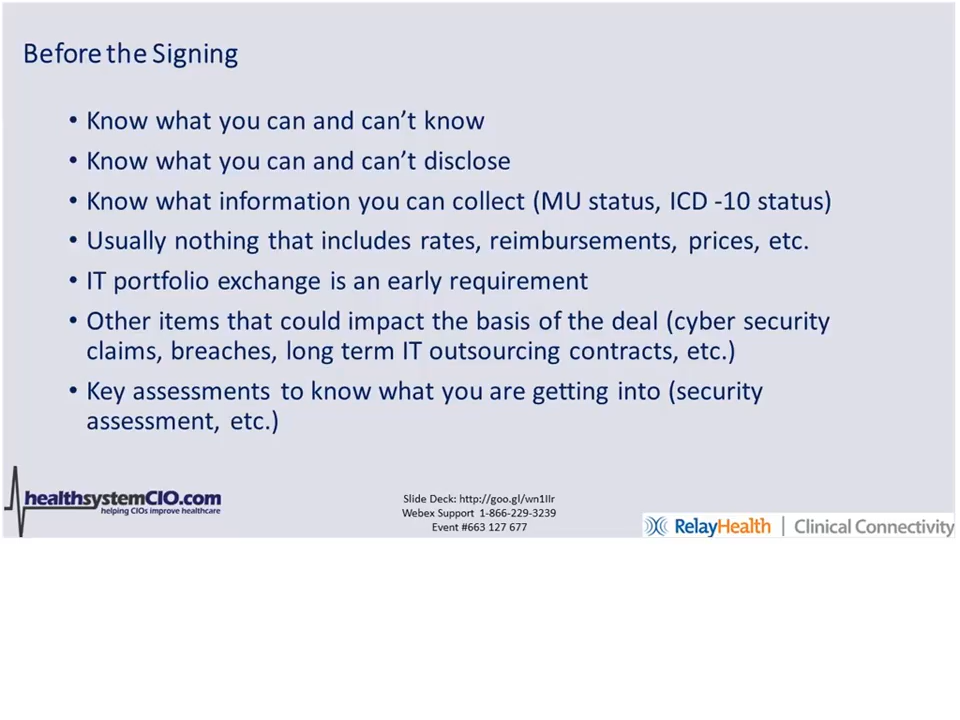 Before the Signing
• Know what you can and can't know
• Know what you can and can't disclose
• Know what information you can collect (MU status, ICD -10 status)
• Usually nothing that includes rates, reimbursements, prices, etc.
• IT portfolio exchange is an early requirement
• Other items that could impact the basis of the deal (cyber security
claims, breaches, long term IT outsourcing contracts, etc.)
• Key assessments to know what you are getting into (security
assessment, etc.)
healthsystemCIO.com
helping CIOs improve healthcare
Slide Deck: http://goo.gl/wn1IIr
Webex Support 1-866-229-3239
Event #663 127 677
RelayHealth | Clinical Connectivity